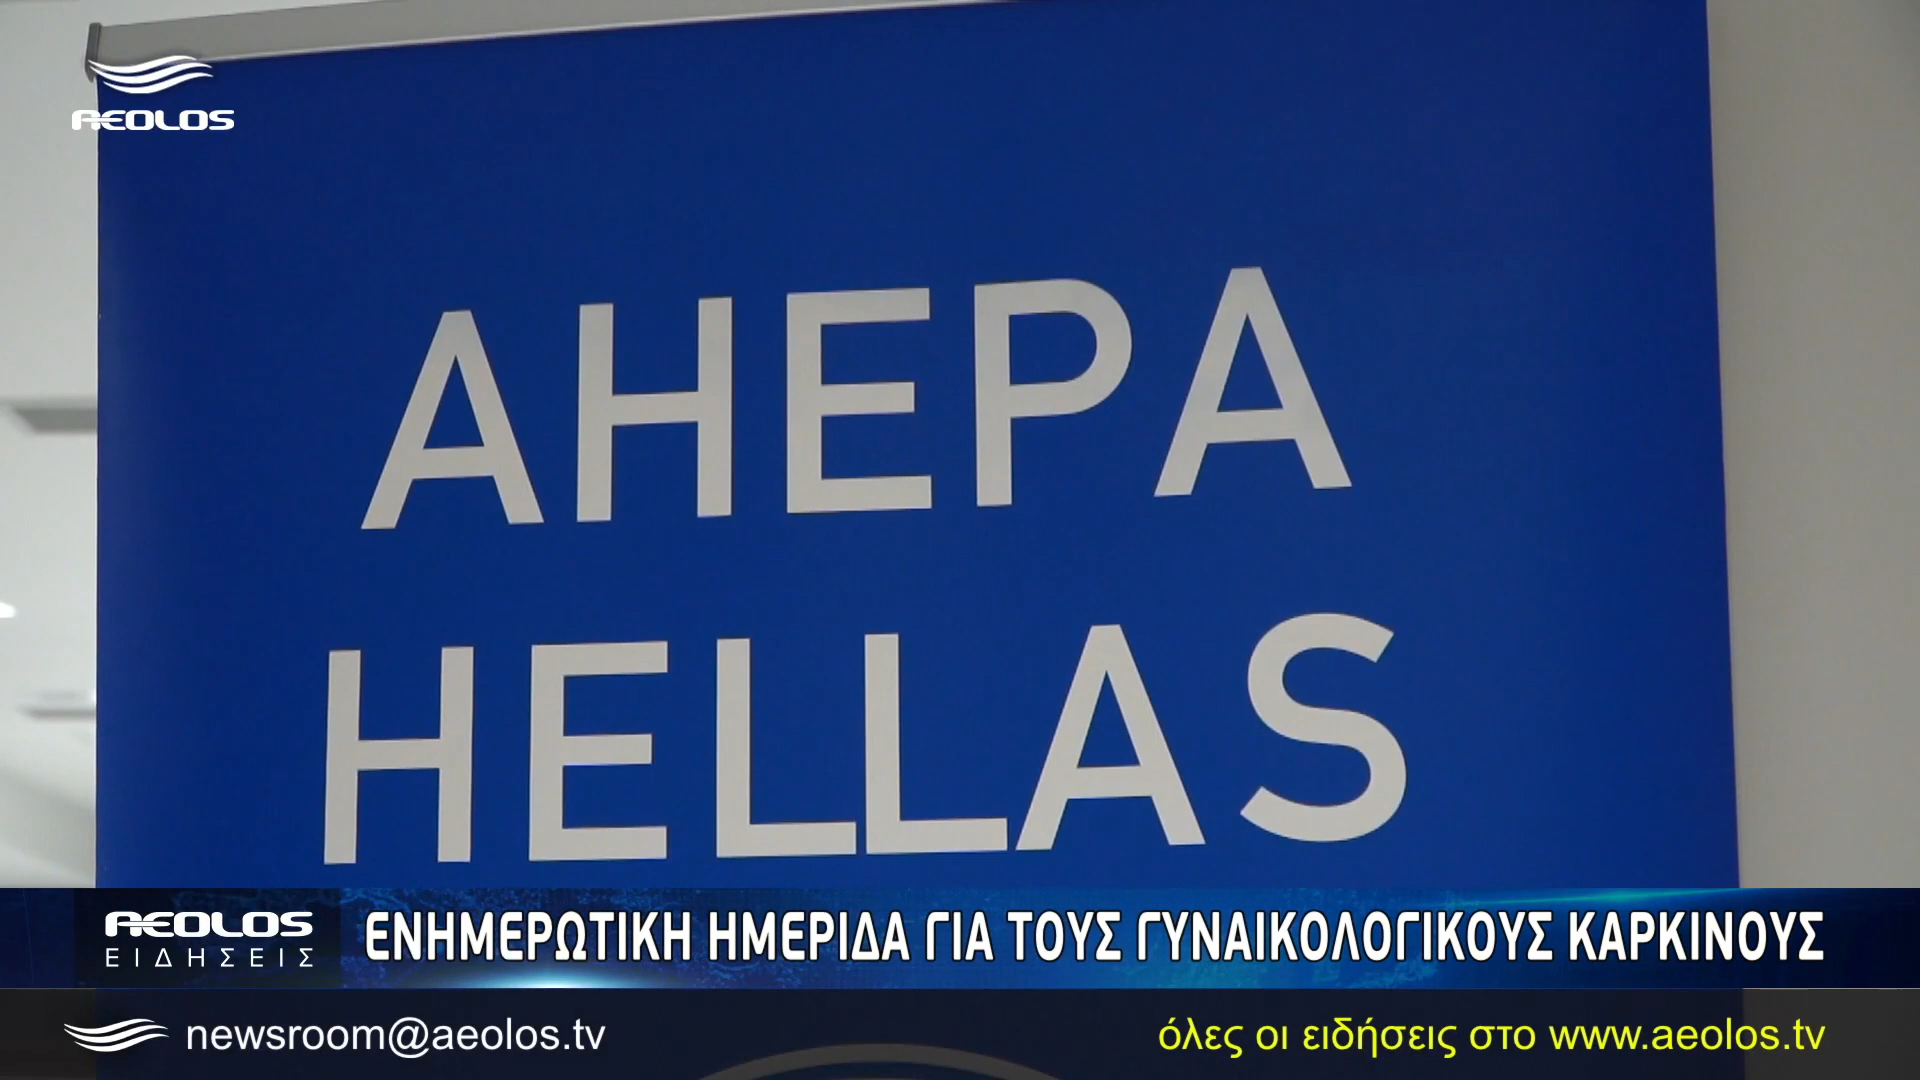 AEOLOS
AHEPA
HELLAS
AEOLOS
ΕΙΔΗΣΕΙΣ
ΕΝΗΜΕΡΩΤΙΚΗ ΗΜΕΡΙΔΑ ΓΙΑ ΤΟΥΣ ΓΥΝΑΙΚΟΛΟΓΙΚΟΥΣ ΚΑΡΚΙΝΟΥΣ
newsroom@aeolos.tv
όλες οι ειδήσεις στο www.aeolos.tv